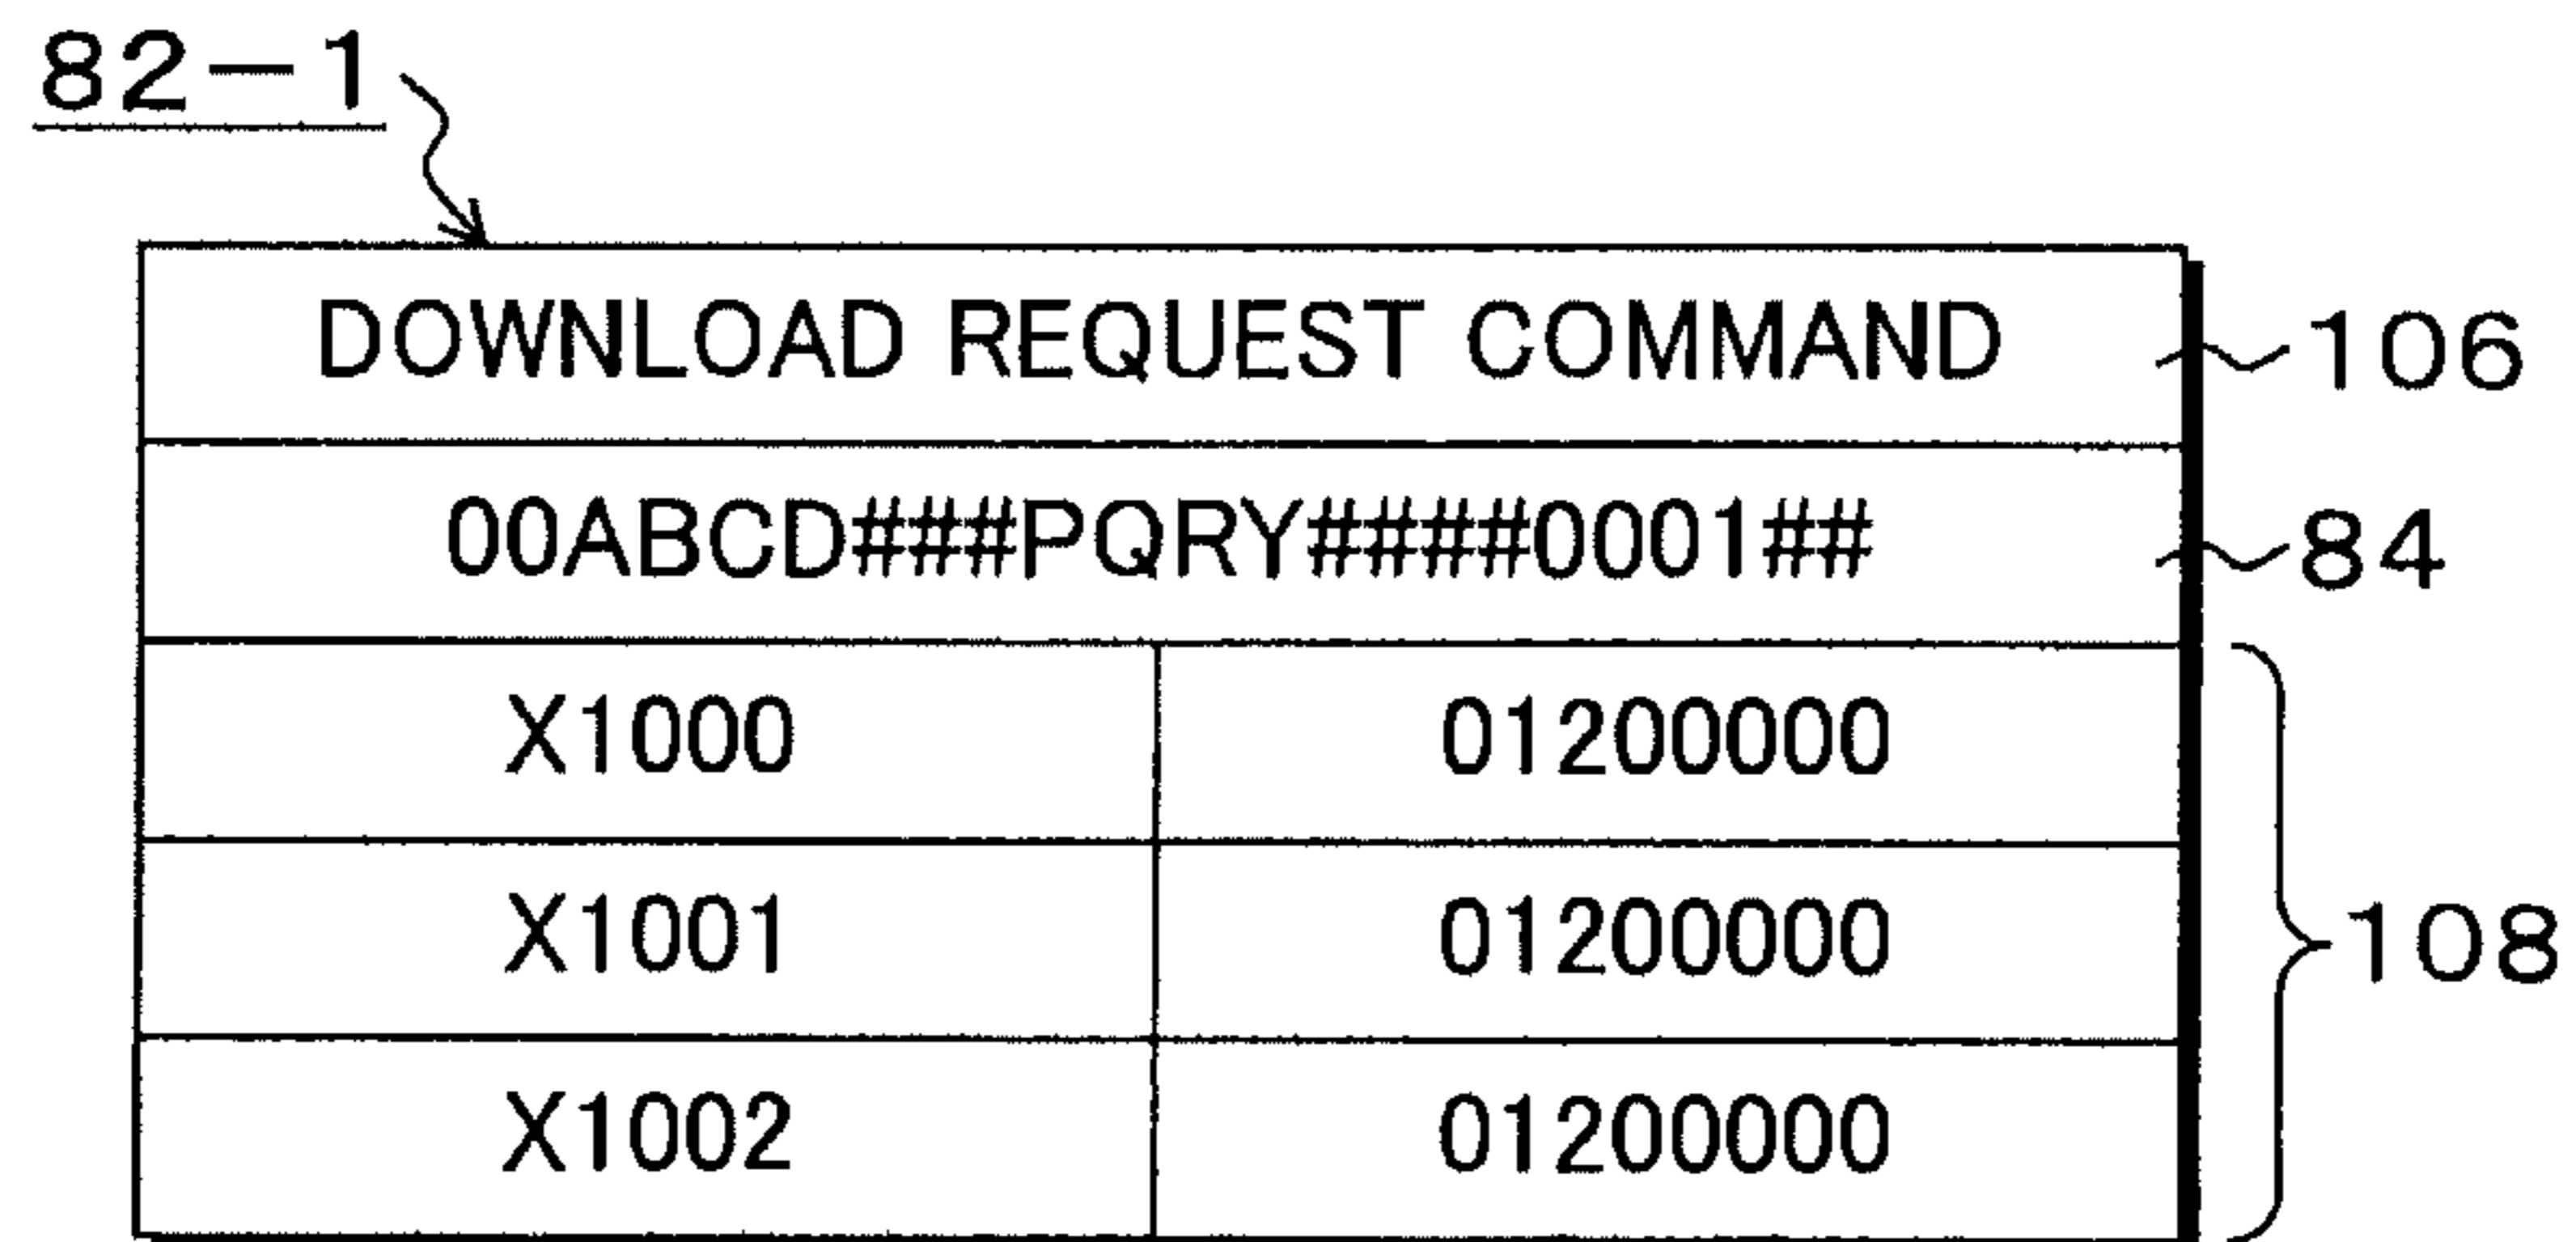 82-1
DOWNLOAD REQUEST COMMAND 106
00ABCD###PQRY####0001## 84
X1000 01200000
X1001 01200000 108
X1002 01200000